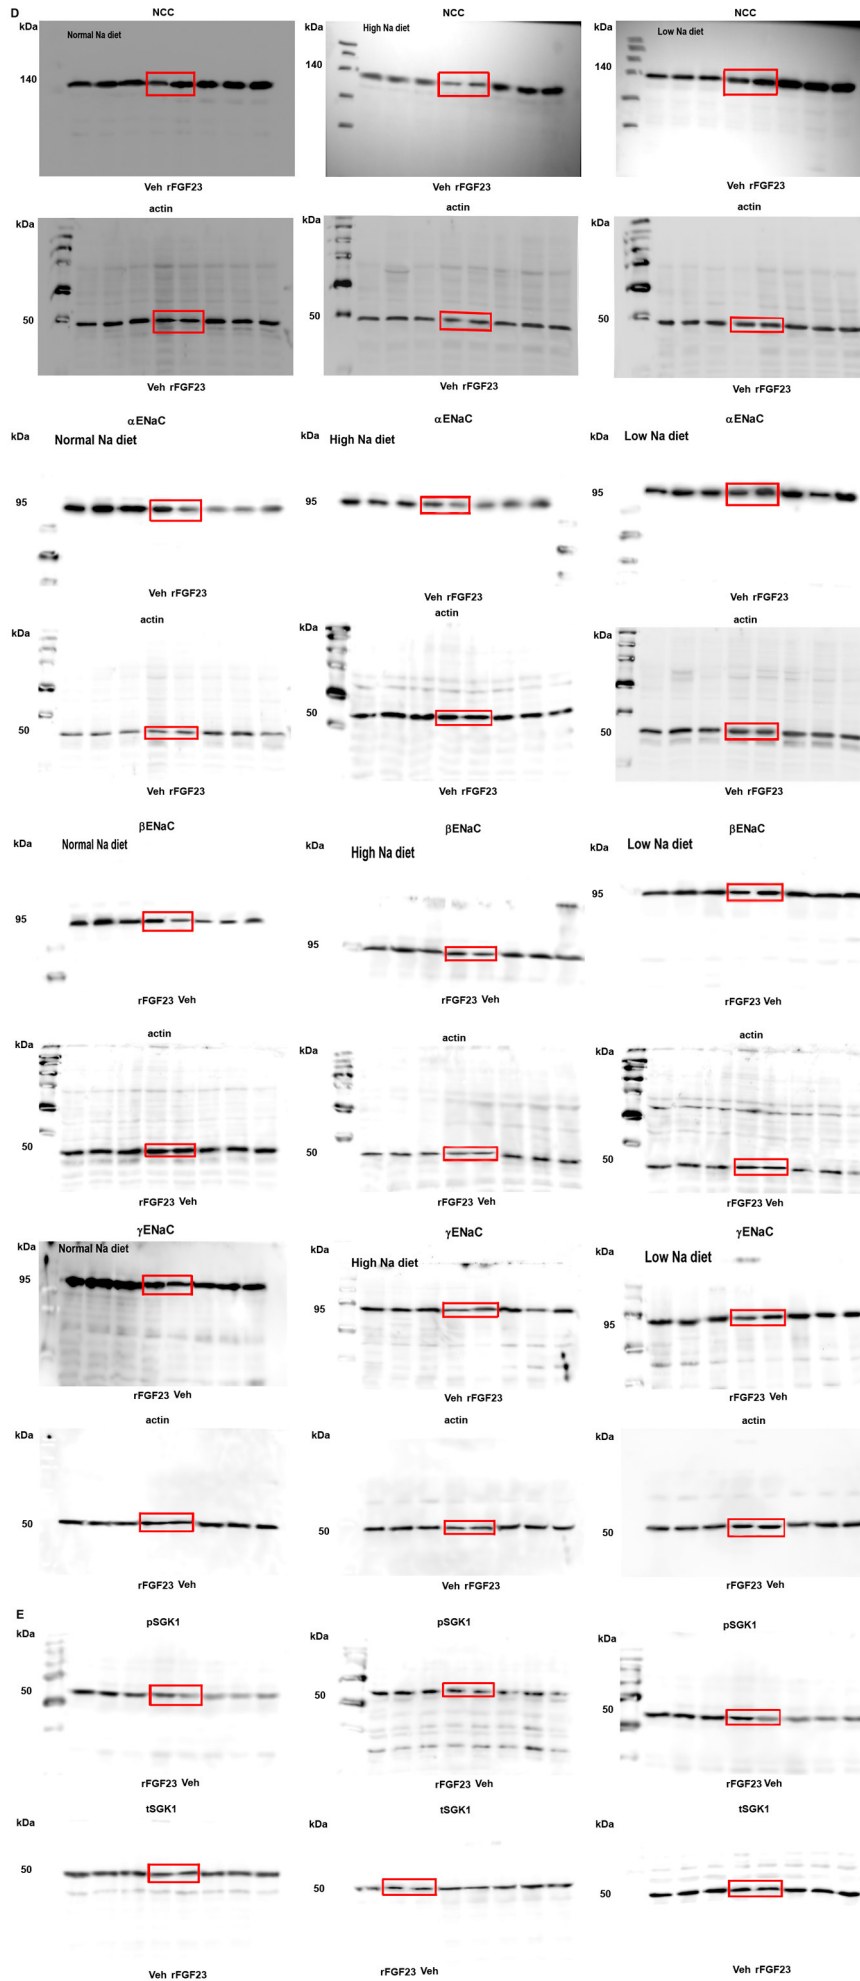 D
NCC NCC NCC
kDa kDa kDa
Normal Na diet High Na diet Low Na diet
140 140 140
Veh rFGF23 Veh rFGF23 Veh rFGF23
actin actin actin
kDa kDa kDa
50 50 50
Veh rFGF23 Veh rFGF23 Veh rFGF23
αENaC αENaC αENaC
kDa kDa kDa
Normal Na diet High Na diet Low Na diet
95 95 95
Veh rFGF23 Veh rFGF23 Veh rFGF23
actin actin actin
kDa kDa kDa
50 50 50
Veh rFGF23 Veh rFGF23 Veh rFGF23
βENaC βENaC βENaC
kDa kDa kDa
Normal Na diet High Na diet Low Na diet
95 95 95
rFGF23 Veh rFGF23 Veh rFGF23 Veh
actin actin actin
kDa kDa kDa
50 50 50
rFGF23 Veh rFGF23 Veh rFGF23 Veh
γENaC γENaC γENaC
kDa kDa kDa
Normal Na diet High Na diet Low Na diet
95 95 95
rFGF23 Veh Veh rFGF23 rFGF23 Veh
actin actin actin
kDa kDa kDa
50 50 50
rFGF23 Veh Veh rFGF23 rFGF23 Veh
E
pSGK1 pSGK1 pSGK1
kDa kDa kDa
50 50 50
rFGF23 Veh rFGF23 Veh rFGF23 Veh
tSGK1 tSGK1 tSGK1
kDa kDa kDa
50 50 50
Veh rFGF23 rFGF23 Veh Veh rFGF23